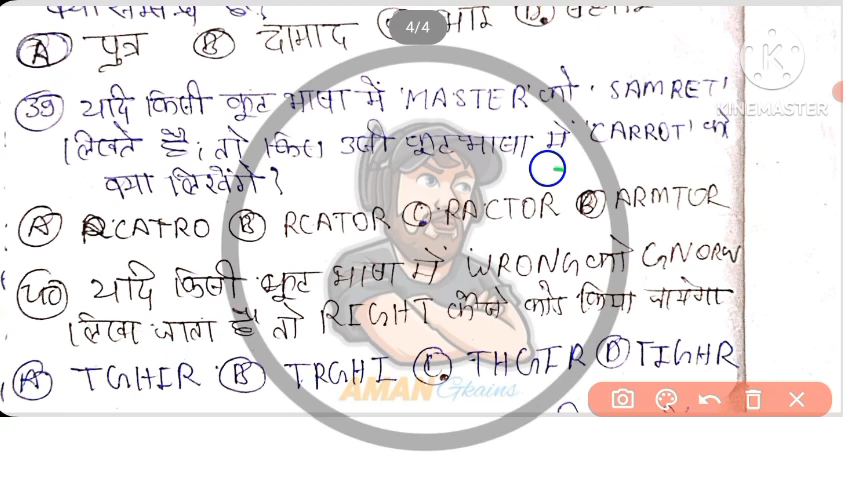 4/4
(A) पुत्र (B) दामाद
KINEMASTER
(39) यदि किसी कूट भाषा में 'MASTER' को 'SAMRET'
लिखते है, तो उसी कूट भाषा में 'CARROT' को
क्या लिखेंगे?
(A) RCATRO (B) RCATOR (C) RACTOR (D) ARMTOR
(40) यदि किसी कूट भाषा में WRONG को GNORW
लिखा जाता है तो RIGHT कैसे कोड किया जायेगा
(A) TGHIR (B) TRGHI (C) THGIR (D) TIGHR
AMAN Gkains